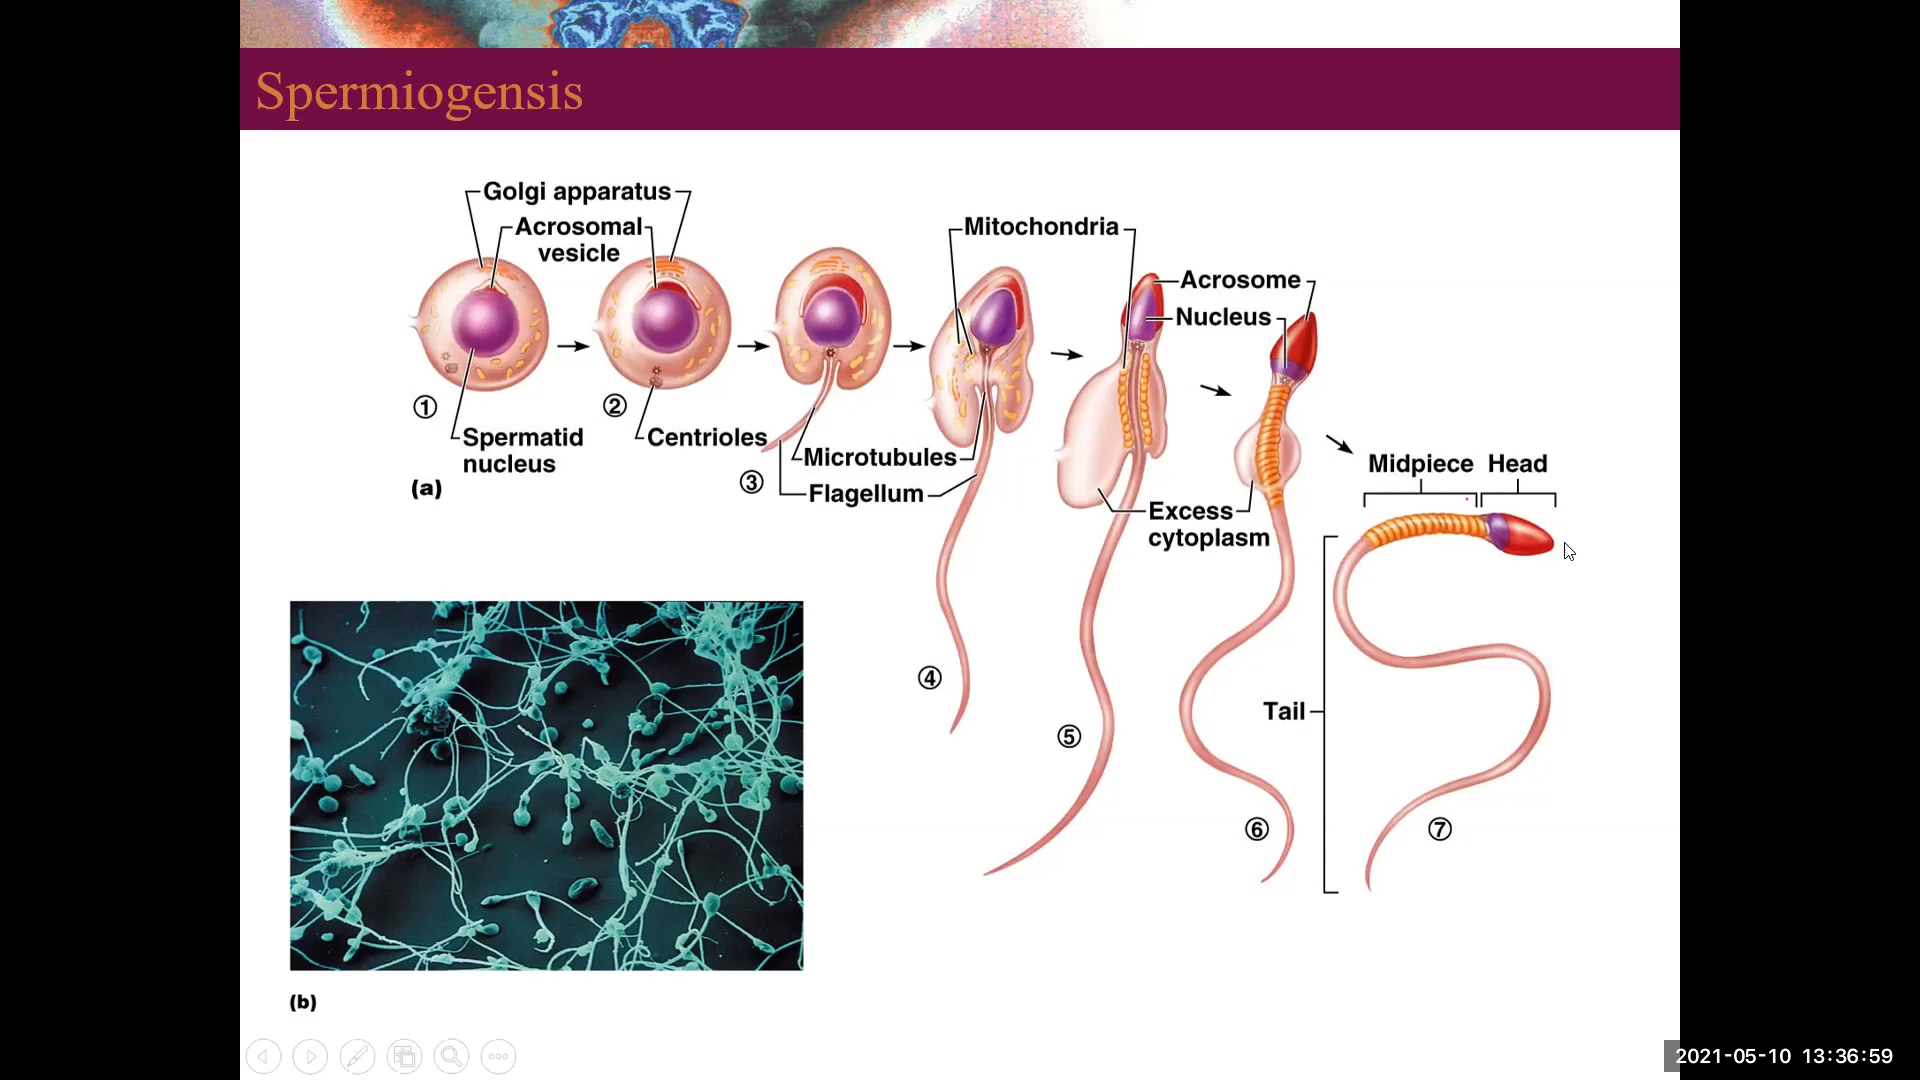 Spermiogensis
Golgi apparatus
Acrosomal
vesicle
Mitochondria
Acrosome
Nucleus
①
②
Spermatid
nucleus
Centrioles
Microtubules
③
Flagellum
(a)
Excess
cytoplasm
Midpiece Head
④
⑤
Tail
⑥
⑦
(b)
2021-05-10 13:36:59